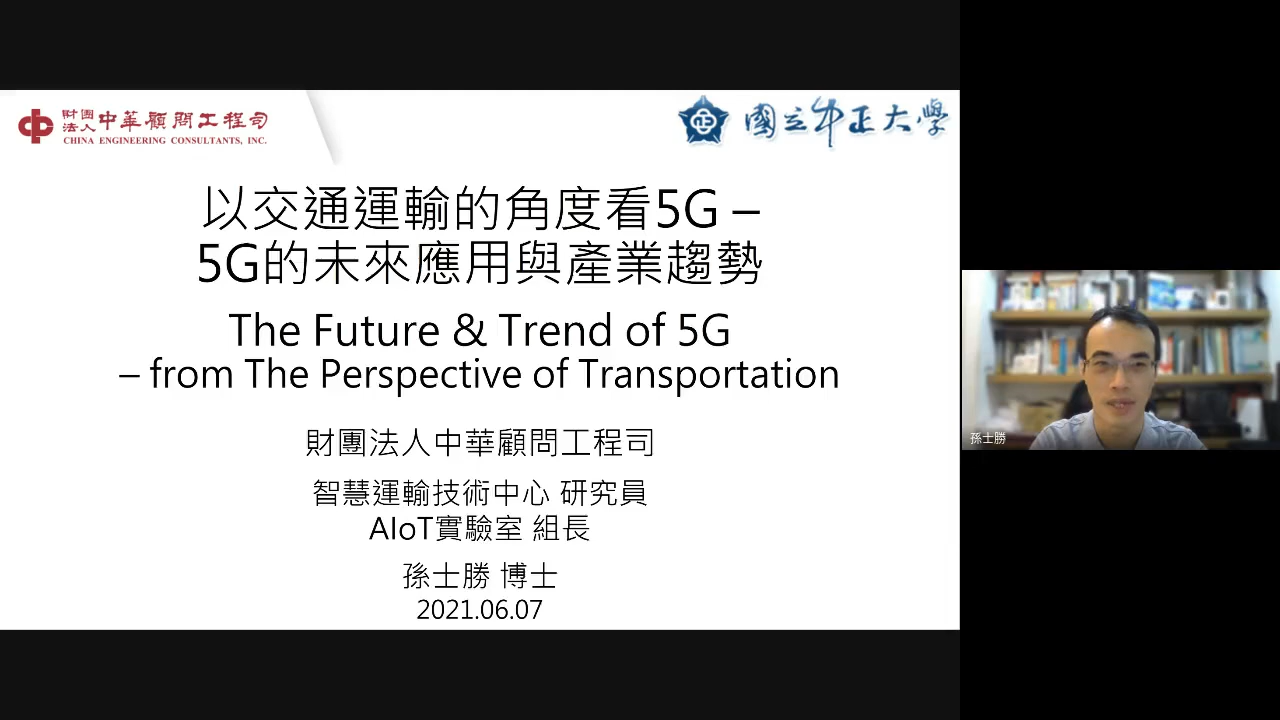 財團法人中華顧問工程司
CHINA ENGINEERING CONSULTANTS, INC.
國立中正大學
以交通運輸的角度看5G –
5G的未來應用與產業趨勢
The Future & Trend of 5G
– from The Perspective of Transportation
財團法人中華顧問工程司
智慧運輸技術中心 研究員
AIoT實驗室 組長
孫士勝 博士
2021.06.07
孫士勝